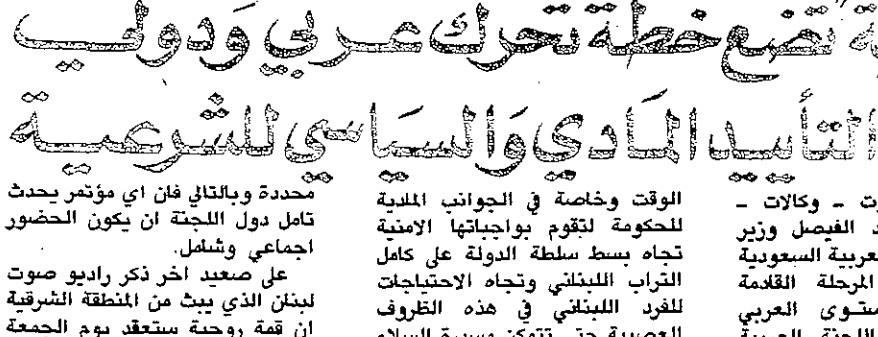 تضع خطة تحرك عربي ودولي
التأييد المادي والسياسي للشرعية
وت - وكالات -
الفيصل وزير
عربية السعودية
المرحلة القادمة
ستوى العربي
اللجنة العربية
الوقت وخاصة في الجوانب المادية
للحكومة لتقوم بواجباتها الامنية
تجاه بسط سلطة الدولة على كامل
التراب اللبناني وتجاه الاحتياجات
للفرد اللبناني في هذه الظروف
العصيبة حتى تتمكن مسيرة السلام
محددة وبالتالي فان اي مؤتمر يحدث
تامل دول اللجنة ان يكون الحضور
اجماعي وشامل.
على صعيد اخر ذكر راديو صوت
لبنان الذي يبث من المنطقة الشرقية
ان قمة روحية ستعقد يوم الجمعة